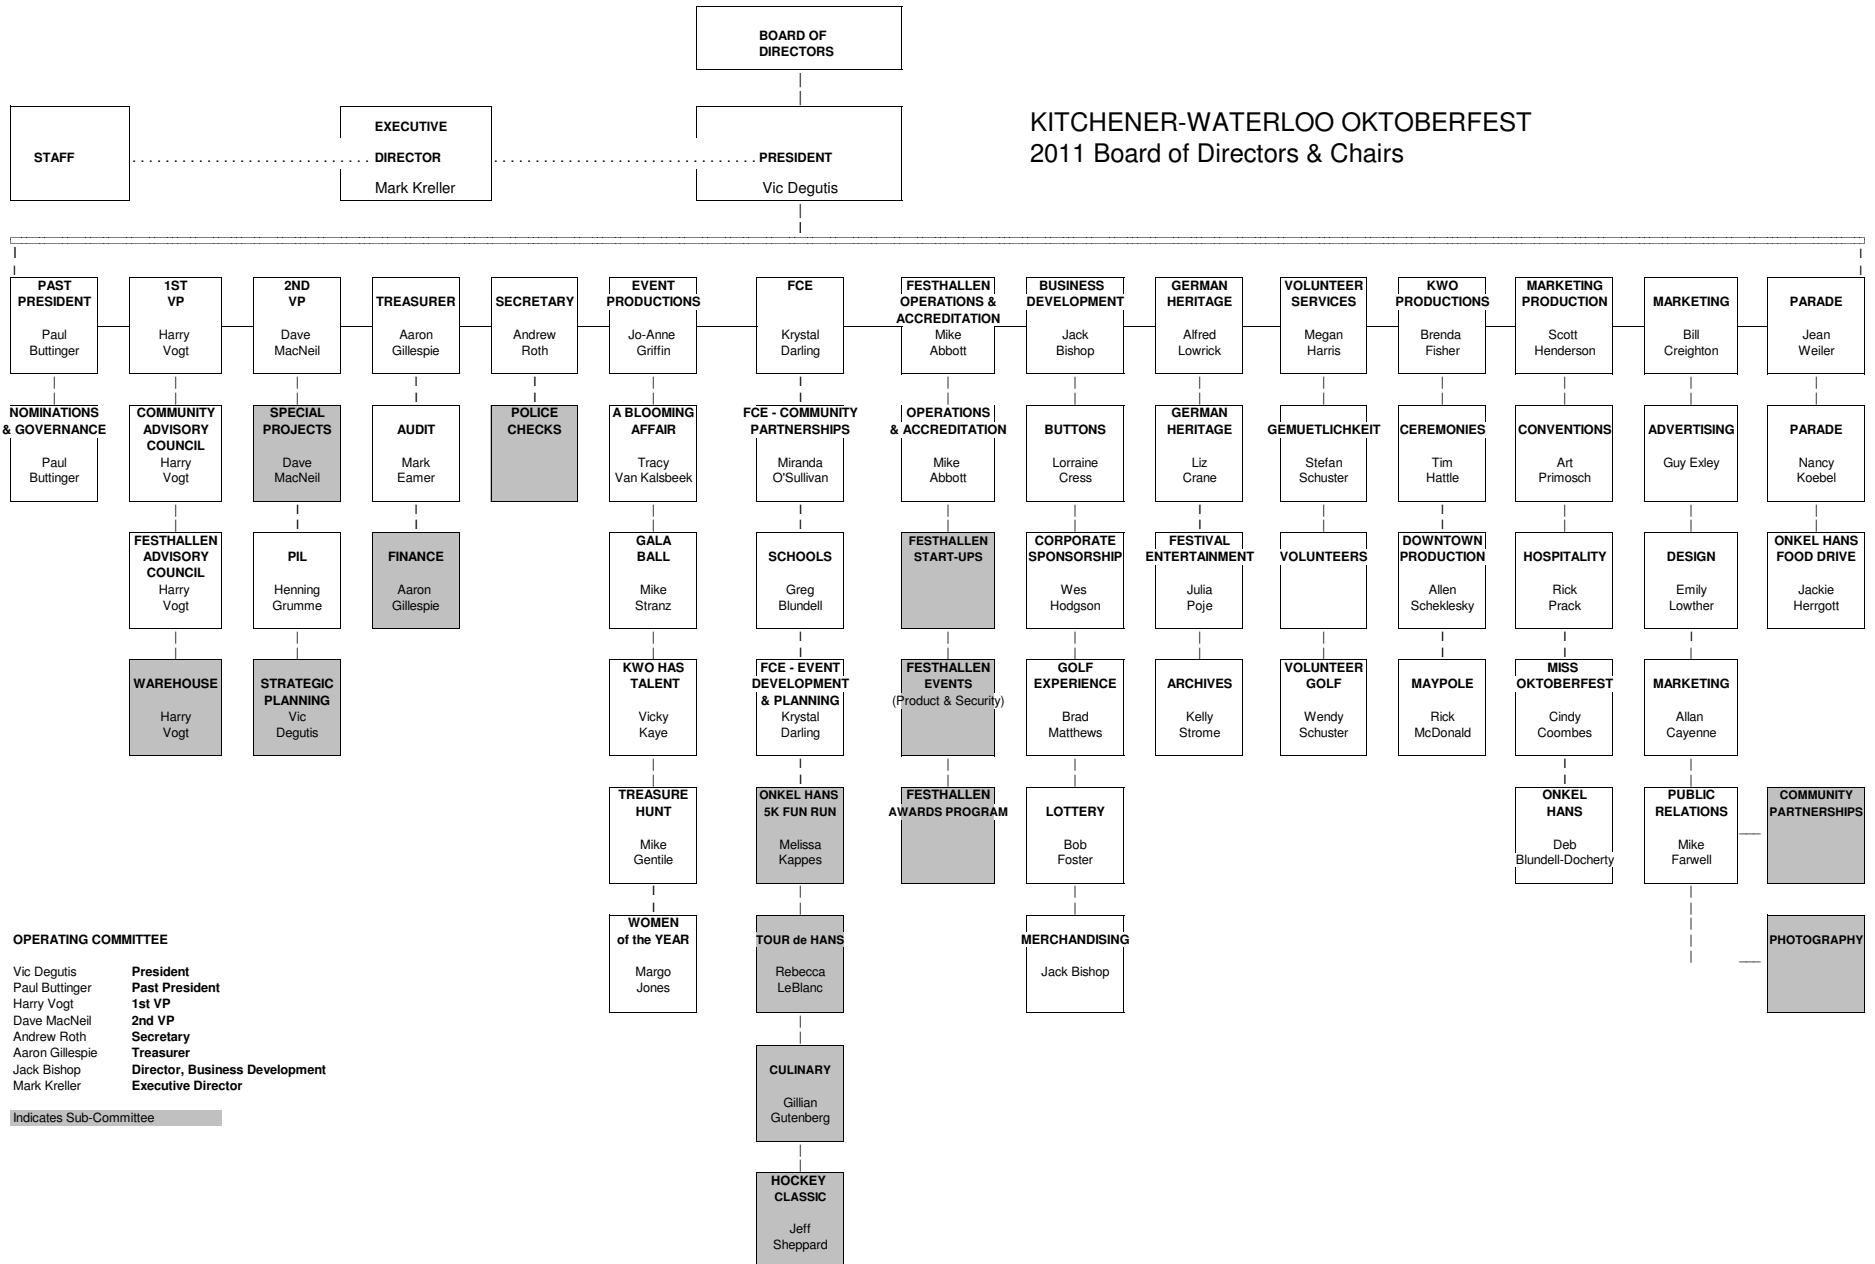 BOARD OF
DIRECTORS
KITCHENER-WATERLOO OKTOBERFEST
2011 Board of Directors & Chairs
STAFF
EXECUTIVE
DIRECTOR
Mark Kreller
PRESIDENT
Vic Degutis
PAST
PRESIDENT
Paul
Buttinger
1ST
VP
Harry
Vogt
2ND
VP
Dave
MacNeil
TREASURER
Aaron
Gillespie
SECRETARY
Andrew
Roth
EVENT
PRODUCTIONS
Jo-Anne
Griffin
FCE
Krystal
Darling
FESTHALLEN
OPERATIONS &
ACCREDITATION
Mike
Abbott
BUSINESS
DEVELOPMENT
Jack
Bishop
GERMAN
HERITAGE
Alfred
Lowrick
VOLUNTEER
SERVICES
Megan
Harris
KWO
PRODUCTIONS
Brenda
Fisher
MARKETING
PRODUCTION
Scott
Henderson
MARKETING
Bill
Creighton
PARADE
Jean
Weiler
NOMINATIONS
& GOVERNANCE
Paul
Buttinger
COMMUNITY
ADVISORY
COUNCIL
Harry
Vogt
SPECIAL
PROJECTS
Dave
MacNeil
AUDIT
Mark
Eamer
POLICE
CHECKS
A BLOOMING
AFFAIR
Tracy
Van Kalsbeek
FCE - COMMUNITY
PARTNERSHIPS
Miranda
O'Sullivan
OPERATIONS
& ACCREDITATION
Mike
Abbott
BUTTONS
Lorraine
Cress
GERMAN
HERITAGE
Liz
Crane
GEMUETLICHKEIT
Stefan
Schuster
CEREMONIES
Tim
Hattle
CONVENTIONS
Art
Primosch
ADVERTISING
Guy Exley
PARADE
Nancy
Koebel
FESTHALLEN
ADVISORY
COUNCIL
Harry
Vogt
PIL
Henning
Grumme
FINANCE
Aaron
Gillespie
GALA
BALL
Mike
Stranz
SCHOOLS
Greg
Blundell
FESTHALLEN
START-UPS
CORPORATE
SPONSORSHIP
Wes
Hodgson
FESTIVAL
ENTERTAINMENT
Julia
Poje
VOLUNTEERS
DOWNTOWN
PRODUCTION
Allen
Scheklesky
HOSPITALITY
Rick
Prack
DESIGN
Emily
Lowther
ONKEL HANS
FOOD DRIVE
Jackie
Herrgott
WAREHOUSE
Harry
Vogt
STRATEGIC
PLANNING
Vic
Degutis
KWO HAS
TALENT
Vicky
Kaye
FCE - EVENT
DEVELOPMENT
& PLANNING
Krystal
Darling
FESTHALLEN
EVENTS
(Product & Security)
GOLF
EXPERIENCE
Brad
Matthews
ARCHIVES
Kelly
Strome
VOLUNTEER
GOLF
Wendy
Schuster
MAYPOLE
Rick
McDonald
MISS
OKTOBERFEST
Cindy
Coombes
MARKETING
Allan
Cayenne
TREASURE
HUNT
Mike
Gentile
ONKEL HANS
5K FUN RUN
Melissa
Kappes
FESTHALLEN
AWARDS PROGRAM
LOTTERY
Bob
Foster
ONKEL
HANS
Deb
Blundell-Docherty
PUBLIC
RELATIONS
Mike
Farwell
COMMUNITY
PARTNERSHIPS
WOMEN
of the YEAR
Margo
Jones
TOUR de HANS
Rebecca
LeBlanc
MERCHANDISING
Jack Bishop
PHOTOGRAPHY
CULINARY
Gillian
Gutenberg
HOCKEY
CLASSIC
Jeff
Sheppard
OPERATING COMMITTEE
Vic Degutis President
Paul Buttinger Past President
Harry Vogt 1st VP
Dave MacNeil 2nd VP
Andrew Roth Secretary
Aaron Gillespie Treasurer
Jack Bishop Director, Business Development
Mark Kreller Executive Director
Indicates Sub-Committee